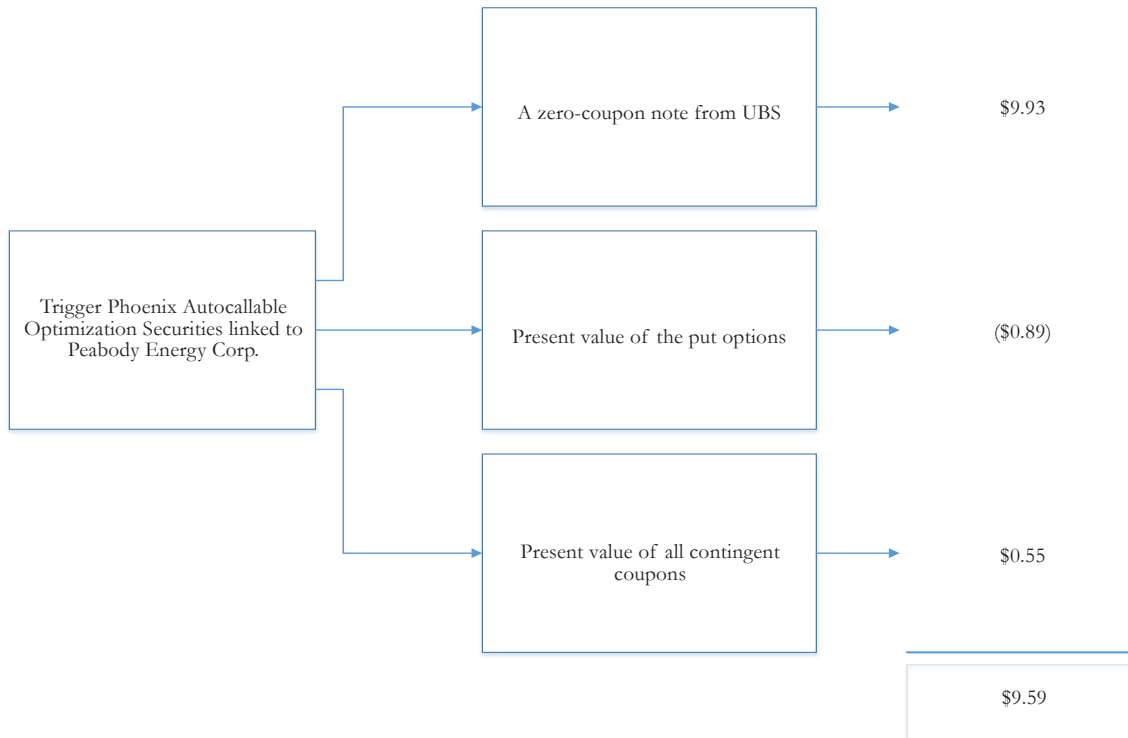 A zero-coupon note from UBS
$9.93
Trigger Phoenix Autocallable
Optimization Securities linked to
Peabody Energy Corp.
Present value of the put options
($0.89)
Present value of all contingent
coupons
$0.55
$9.59